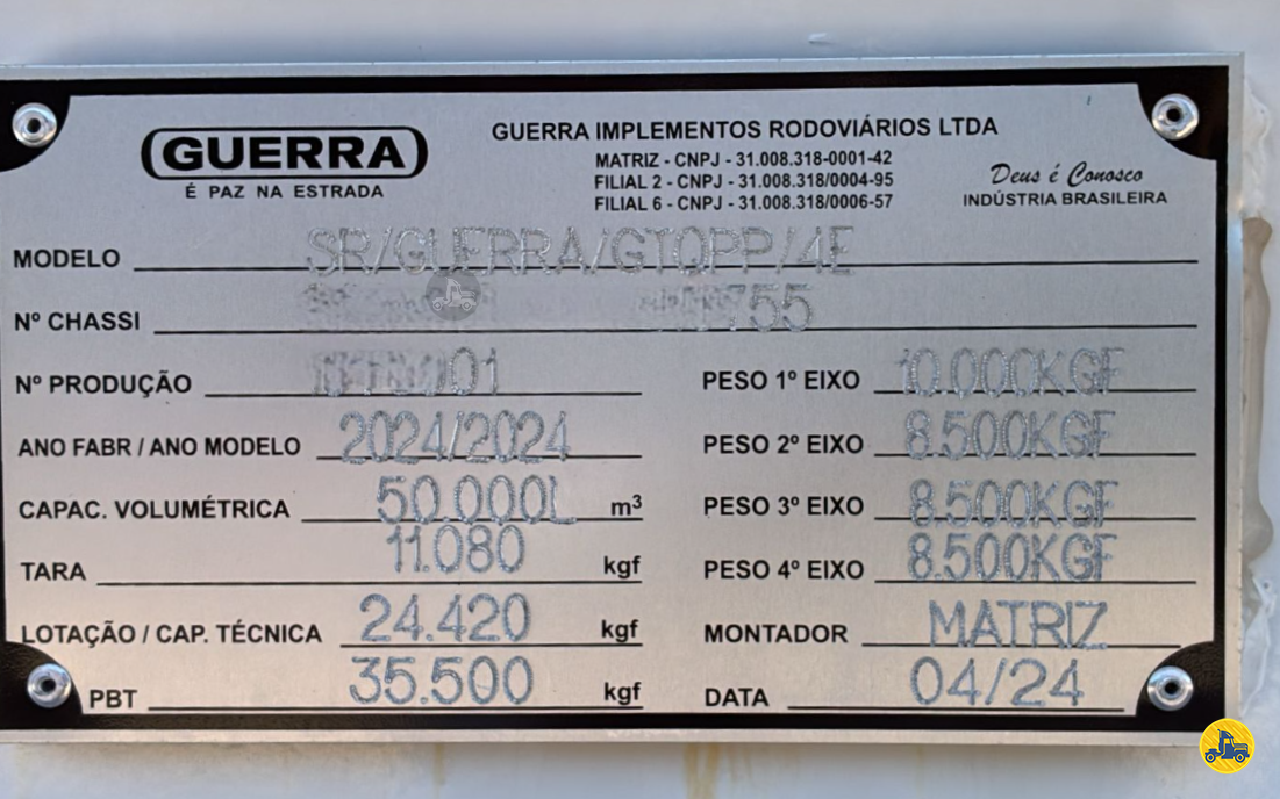 GUERRA
É PAZ NA ESTRADA
GUERRA IMPLEMENTOS RODOVIÁRIOS LTDA
MATRIZ - CNPJ - 31.008.318-0001-42
FILIAL 2 - CNPJ - 31.008.318/0004-95
FILIAL 6 - CNPJ - 31.008.318/0006-57
Deus é Conosco
INDÚSTRIA BRASILEIRA
MODELO SR/GUERRA/GTQPP/4E
Nº CHASSI
Nº PRODUÇÃO
PESO 1º EIXO 10.000KGF
ANO FABR / ANO MODELO 2024/2024
PESO 2º EIXO 8.500KGF
CAPAC. VOLUMÉTRICA 50.000L m³
PESO 3º EIXO 8.500KGF
TARA 11.080 kgf
PESO 4º EIXO 8.500KGF
LOTAÇÃO / CAP. TÉCNICA 24.420 kgf
MONTADOR MATRIZ
PBT 35.500 kgf
DATA 04/24